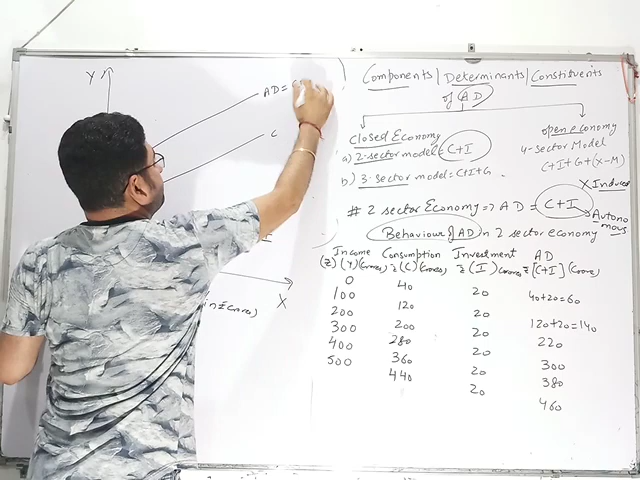 Y
AD = C
C
X
in ₹ Crores)
Components / Determinants / Constituents
of AD
closed Economy
a) 2-sector model = C+I
b) 3-sector model = C+I+G
open economy
4-sector Model
C+I+G+(X-M)
# 2 sector Economy => AD = C+I
Induced
Autonomous
Behaviour of AD in 2 sector economy
Income Consumption Investment AD
(₹) (Y) (Crores) ₹ (C) (Crores) ₹ (I) crores ₹ [C+I] (Crore)
0 40 20 40+20=60
100 120 20 120+20=140
200 200 20 220
300 280 20 300
400 360 20 380
500 440 20 460